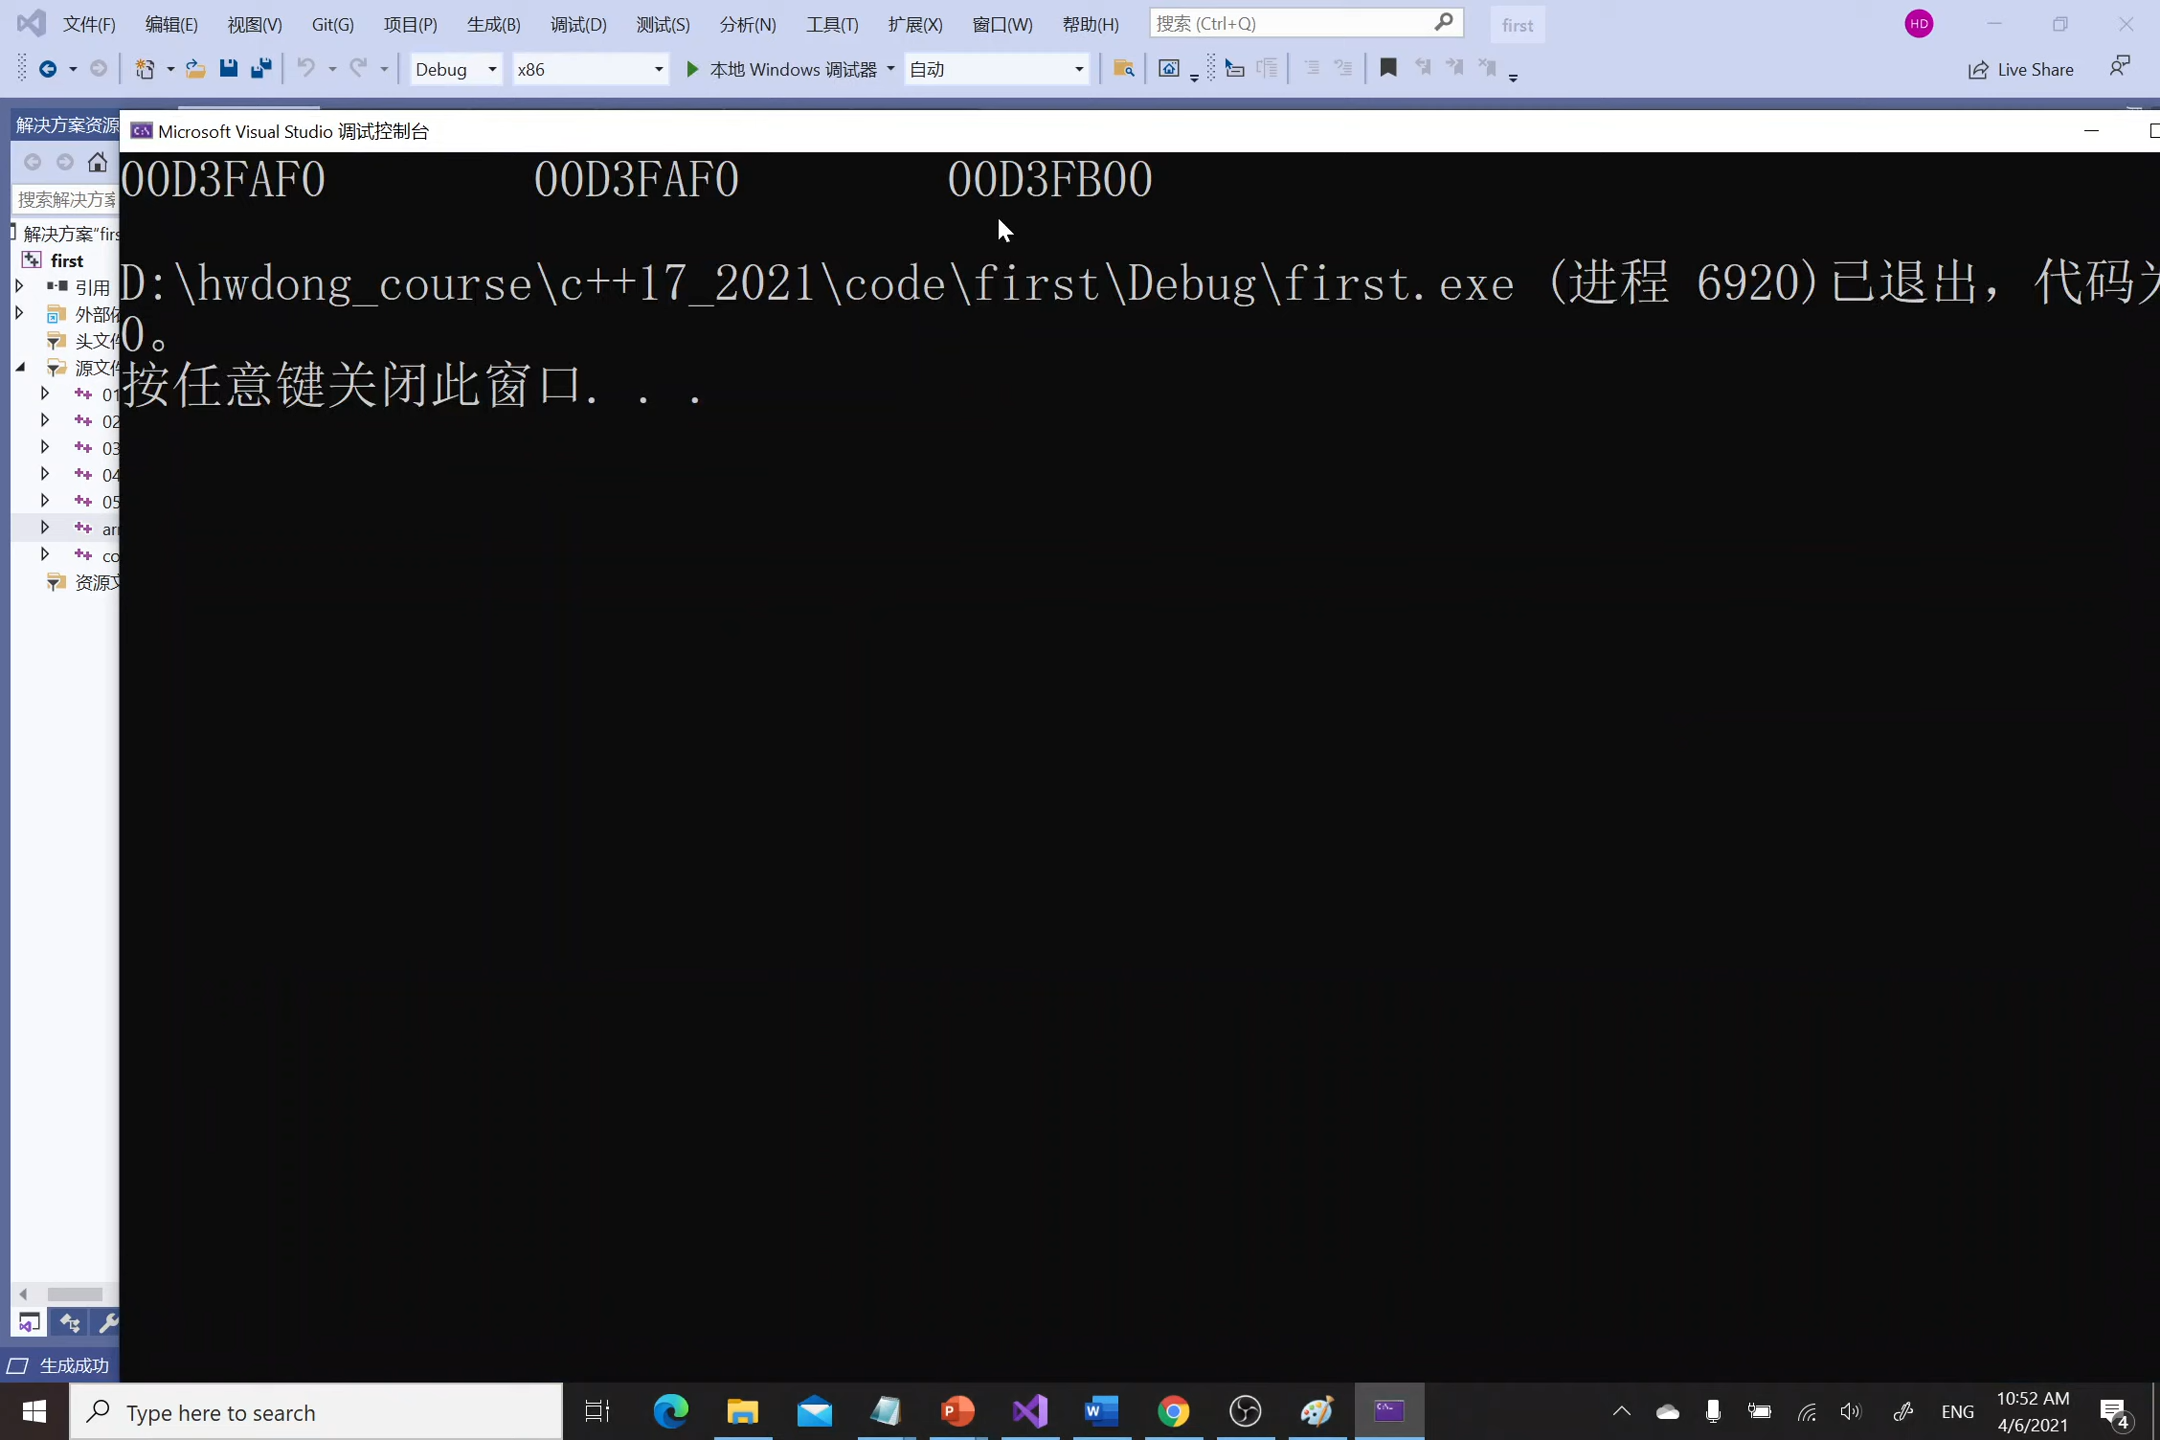 文件(F) 编辑(E) 视图(V) Git(G) 项目(P) 生成(B) 调试(D) 测试(S) 分析(N) 工具(T) 扩展(X) 窗口(W) 帮助(H) 搜索 (Ctrl+Q) first HD
Debug x86 本地 Windows 调试器 自动 Live Share
解决方案资源
Microsoft Visual Studio 调试控制台
00D3FAF0 00D3FAF0 00D3FB00
搜索解决方案
解决方案"firs
first
引用
外部依
头文件
源文件
01
02
03
04
05
arr
co
资源文
D:\hwdong_course\c++17_2021\code\first\Debug\first.exe (进程 6920)已退出，代码为
0。
按任意键关闭此窗口. . .
生成成功
Type here to search
ENG
10:52 AM
4/6/2021
4